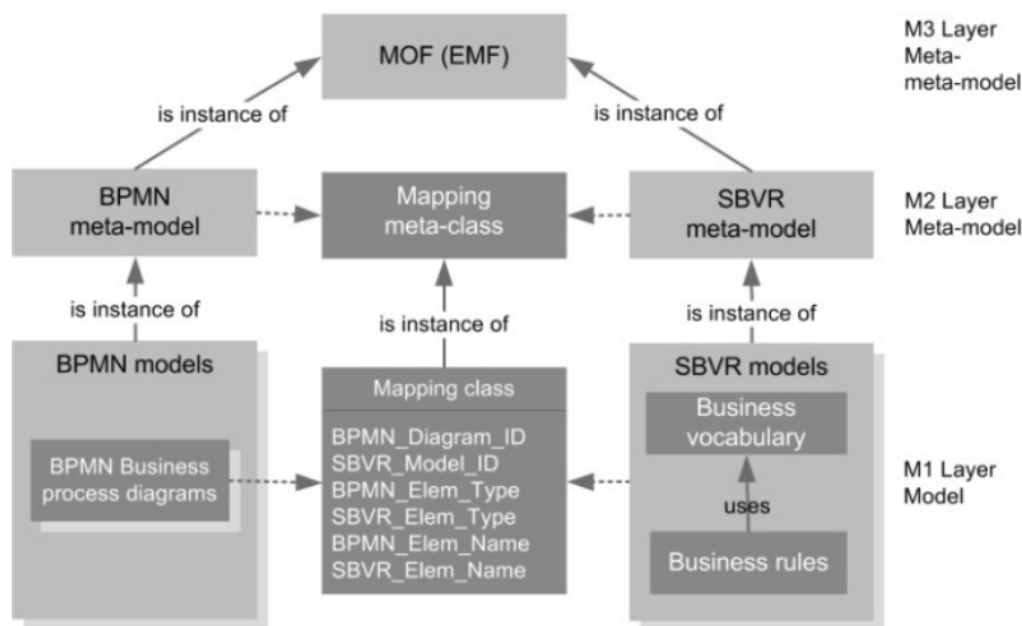 MOF (EMF)
M3 Layer
Meta-
meta-model
is instance of
is instance of
BPMN
meta-model
Mapping
meta-class
SBVR
meta-model
M2 Layer
Meta-model
is instance of
is instance of
is instance of
BPMN models
BPMN Business
process diagrams
Mapping class
BPMN_Diagram_ID
SBVR_Model_ID
BPMN_Elem_Type
SBVR_Elem_Type
BPMN_Elem_Name
SBVR_Elem_Name
SBVR models
Business
vocabulary
uses
Business rules
M1 Layer
Model